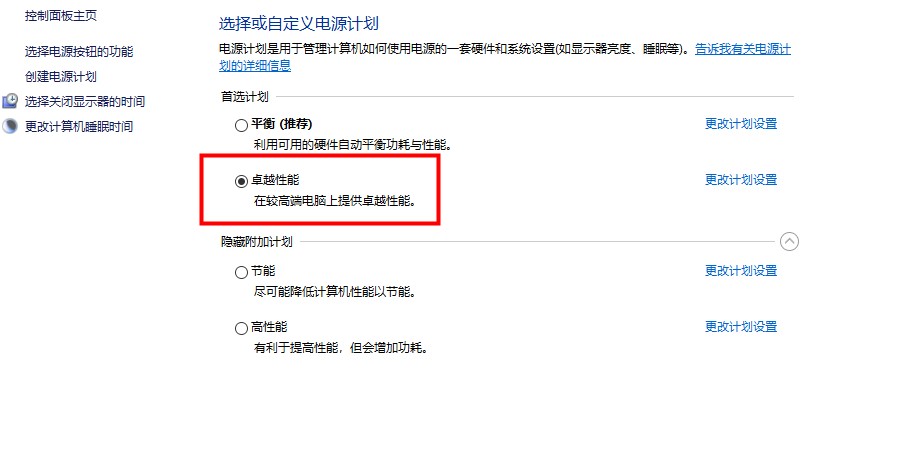 控制面板主页
选择电源按钮的功能
创建电源计划
选择关闭显示器的时间
更改计算机睡眠时间
选择或自定义电源计划
电源计划是用于管理计算机如何使用电源的一套硬件和系统设置(如显示器亮度、睡眠等)。告诉我有关电源计
划的详细信息
首选计划
平衡 (推荐) 更改计划设置
利用可用的硬件自动平衡功耗与性能。
卓越性能 更改计划设置
在较高端电脑上提供卓越性能。
隐藏附加计划
节能 更改计划设置
尽可能降低计算机性能以节能。
高性能 更改计划设置
有利于提高性能，但会增加功耗。